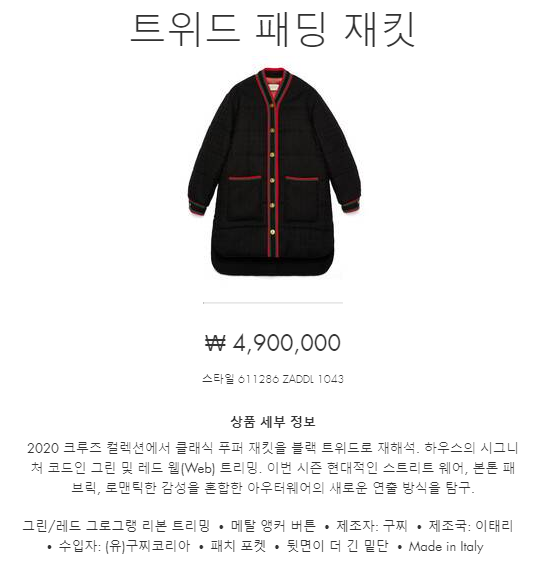 트위드 패딩 재킷
₩ 4,900,000
스타일 611286 ZADDL 1043
상품 세부 정보
2020 크루즈 컬렉션에서 클래식 푸퍼 재킷을 블랙 트위드로 재해석. 하우스의 시그니
처 코드인 그린 및 레드 웹(Web) 트리밍. 이번 시즌 현대적인 스트리트 웨어, 본톤 패
브릭, 로맨틱한 감성을 혼합한 아우터웨어의 새로운 연출 방식을 탐구.
그린/레드 그로그랭 리본 트리밍 • 메탈 앵커 버튼 • 제조자: 구찌 • 제조국: 이태리
• 수입자: (유)구찌코리아 • 패치 포켓 • 뒷면이 더 긴 밑단 • Made in Italy